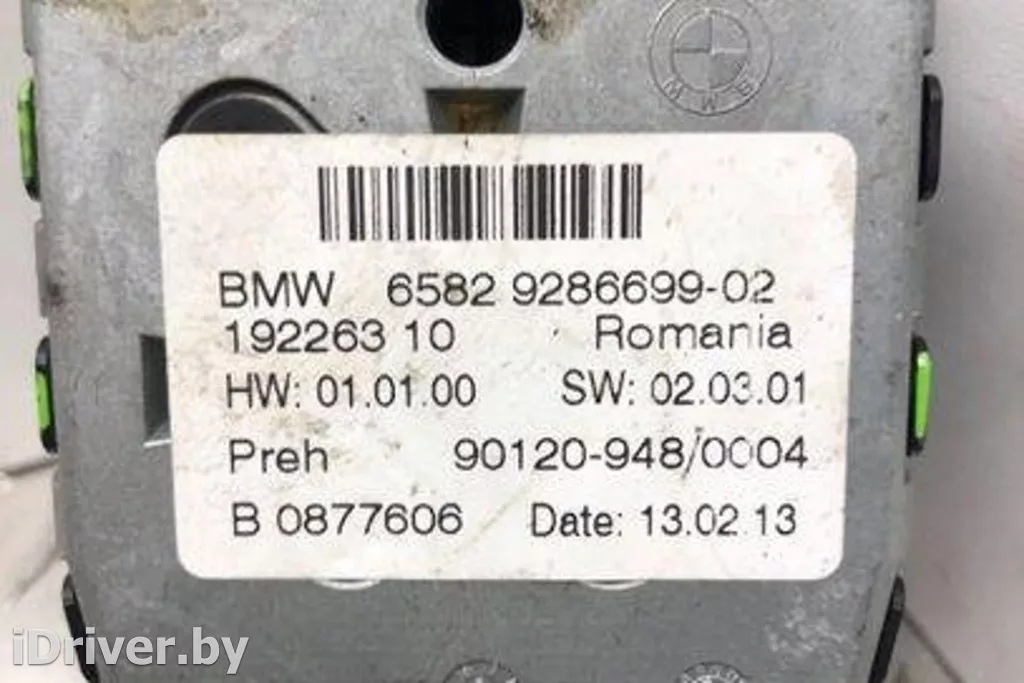 BMW
BMW 6582 9286699-02
192263 10 Romania
HW: 01.01.00 SW: 02.03.01
Preh 90120-948/0004
B 0877606 Date: 13.02.13
iDriver.by